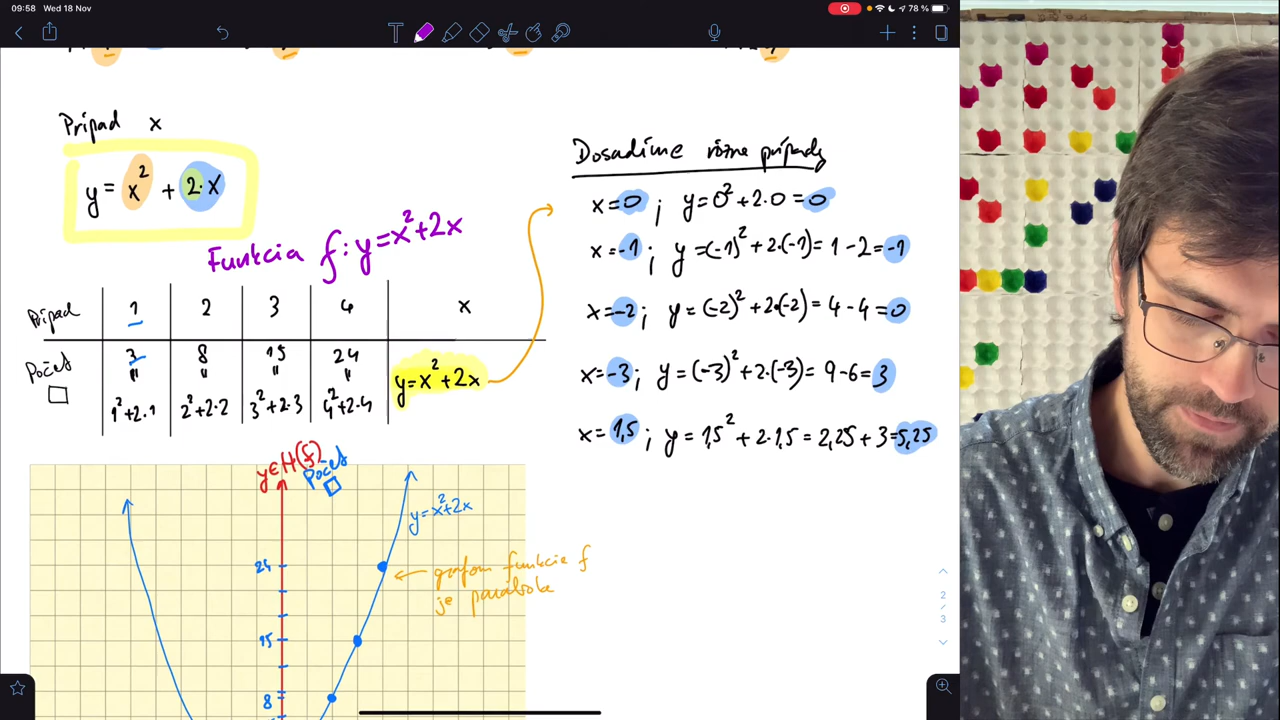 09:58 Wed 18 Nov
78 %
Prípad x
y = x² + 2·x
Funkcia f: y=x²+2x
Prípad 1 2 3 4 x
Počet □ 3 8 15 24 y=x²+2x
" " " "
1²+2·1 2²+2·2 3²+2·3 4²+2·4
Dosadíme rôzne prípady
x=0 ; y=0²+2·0=0
x=-1 ; y=(-1)²+2·(-1)=1-2=-1
x=-2 ; y=(-2)²+2·(-2)=4-4=0
x=-3 ; y=(-3)²+2·(-3)=9-6=3
x=1,5 ; y=1,5²+2·1,5=2,25+3=5,25
y∈H(f)
Počet □
y=x²+2x
24
grafom funkcie f
je parabola
15
8
2
/
3